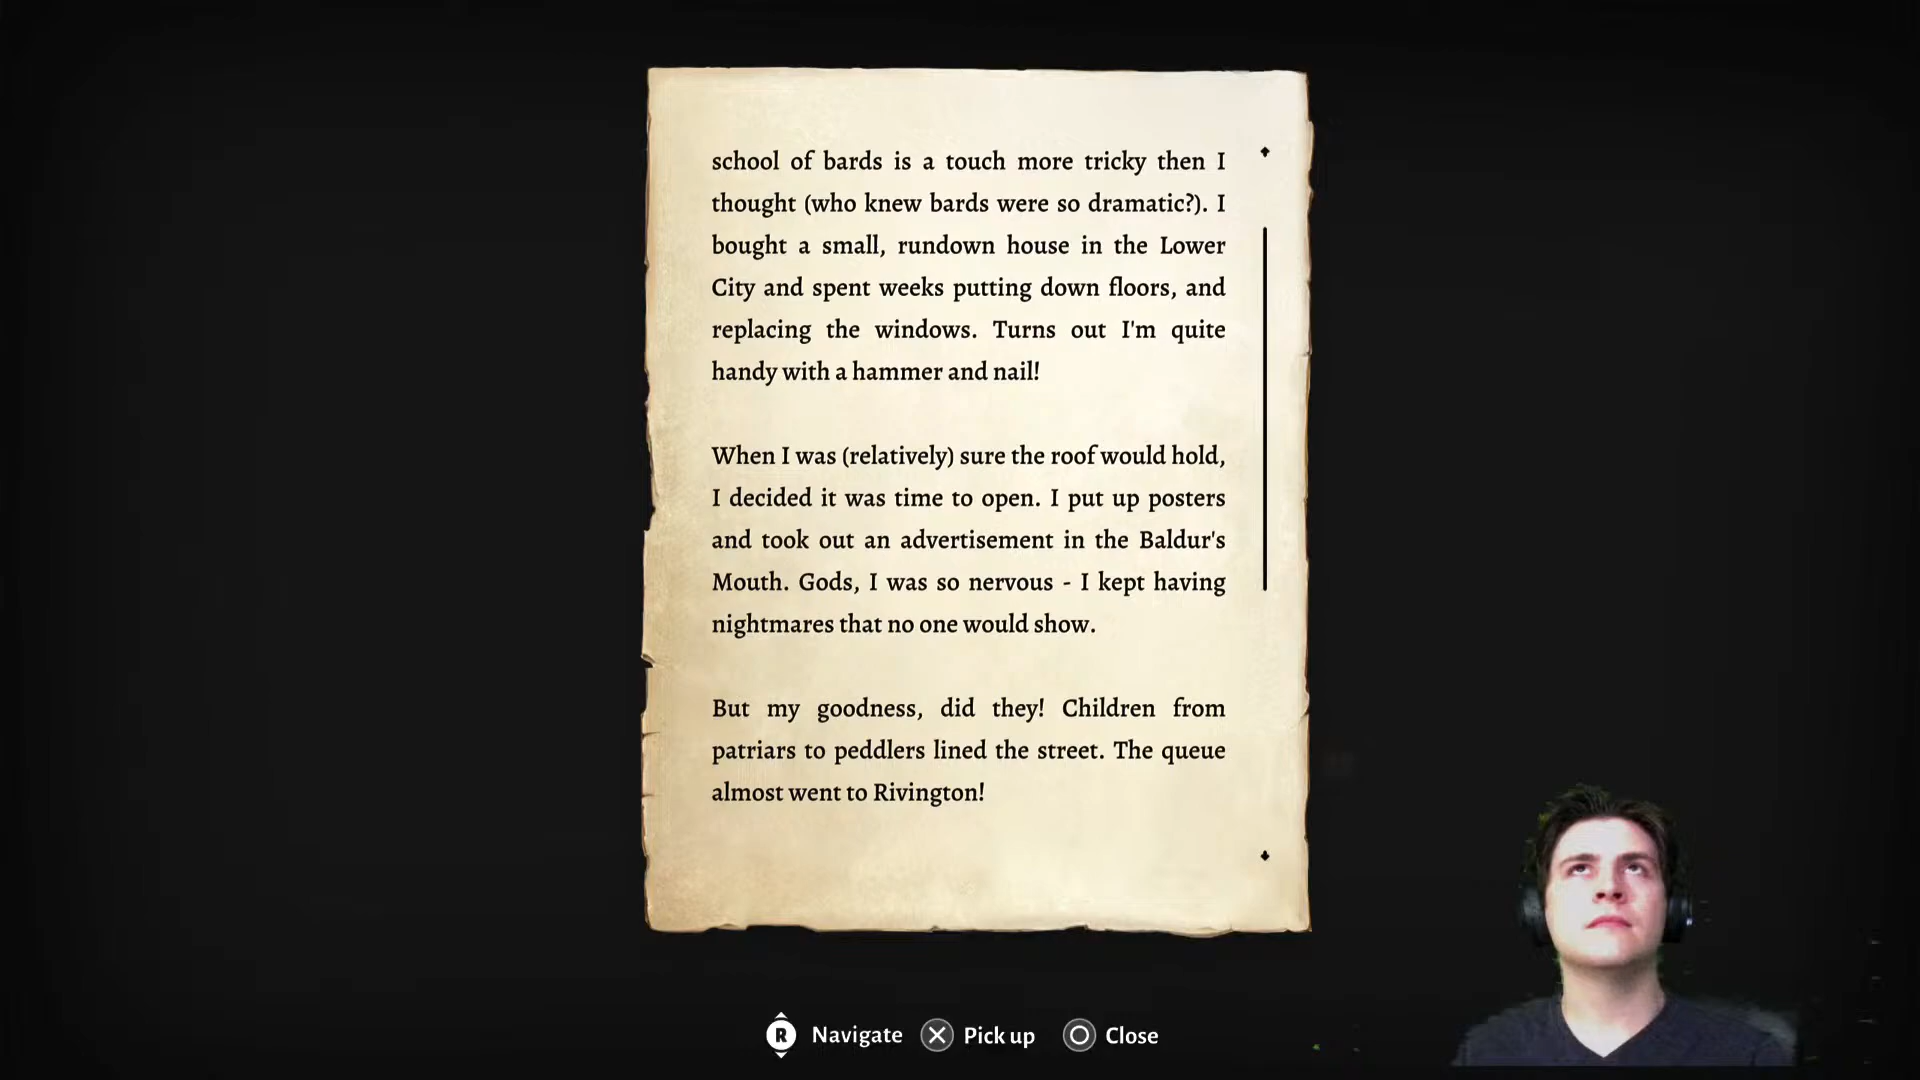 school of bards is a touch more tricky then I
thought (who knew bards were so dramatic?). I
bought a small, rundown house in the Lower
City and spent weeks putting down floors, and
replacing the windows. Turns out I'm quite
handy with a hammer and nail!
When I was (relatively) sure the roof would hold,
I decided it was time to open. I put up posters
and took out an advertisement in the Baldur's
Mouth. Gods, I was so nervous - I kept having
nightmares that no one would show.
But my goodness, did they! Children from
patriars to peddlers lined the street. The queue
almost went to Rivington!
R Navigate Pick up Close